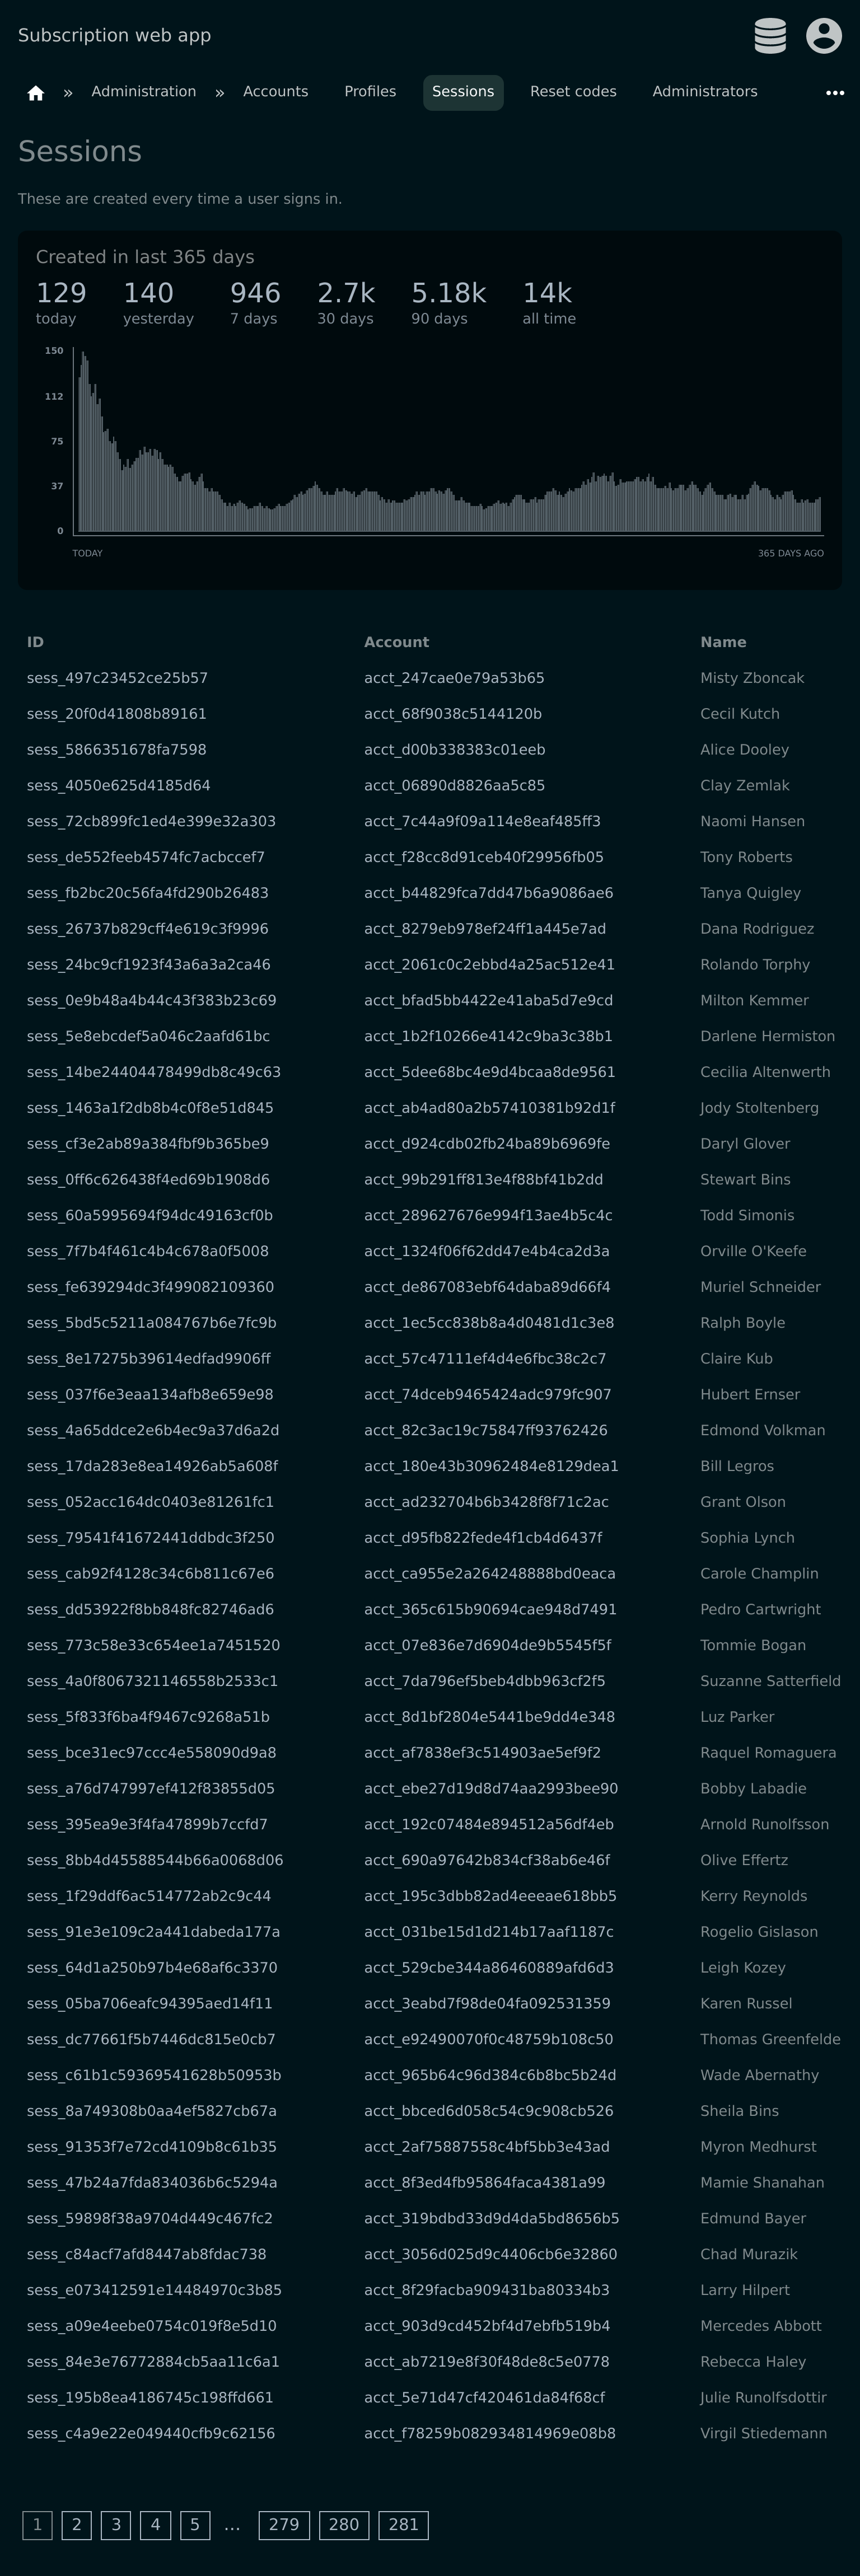 Subscription web app
» Administration » Accounts Profiles Sessions Reset codes Administrators •••
Sessions
These are created every time a user signs in.
Created in last 365 days
129 140 946 2.7k 5.18k 14k
today yesterday 7 days 30 days 90 days all time
150
112
75
37
0
TODAY 365 DAYS AGO
ID Account Name
sess_497c23452ce25b57 acct_247cae0e79a53b65 Misty Zboncak
sess_20f0d41808b89161 acct_68f9038c5144120b Cecil Kutch
sess_5866351678fa7598 acct_d00b338383c01eeb Alice Dooley
sess_4050e625d4185d64 acct_06890d8826aa5c85 Clay Zemlak
sess_72cb899fc1ed4e399e32a303 acct_7c44a9f09a114e8eaf485ff3 Naomi Hansen
sess_de552feeb4574fc7acbccef7 acct_f28cc8d91ceb40f29956fb05 Tony Roberts
sess_fb2bc20c56fa4fd290b26483 acct_b44829fca7dd47b6a9086ae6 Tanya Quigley
sess_26737b829cff4e619c3f9996 acct_8279eb978ef24ff1a445e7ad Dana Rodriguez
sess_24bc9cf1923f43a6a3a2ca46 acct_2061c0c2ebbd4a25ac512e41 Rolando Torphy
sess_0e9b48a4b44c43f383b23c69 acct_bfad5bb4422e41aba5d7e9cd Milton Kemmer
sess_5e8ebcdef5a046c2aafd61bc acct_1b2f10266e4142c9ba3c38b1 Darlene Hermiston
sess_14be24404478499db8c49c63 acct_5dee68bc4e9d4bcaa8de9561 Cecilia Altenwerth
sess_1463a1f2db8b4c0f8e51d845 acct_ab4ad80a2b57410381b92d1f Jody Stoltenberg
sess_cf3e2ab89a384fbf9b365be9 acct_d924cdb02fb24ba89b6969fe Daryl Glover
sess_0ff6c626438f4ed69b1908d6 acct_99b291ff813e4f88bf41b2dd Stewart Bins
sess_60a5995694f94dc49163cf0b acct_289627676e994f13ae4b5c4c Todd Simonis
sess_7f7b4f461c4b4c678a0f5008 acct_1324f06f62dd47e4b4ca2d3a Orville O'Keefe
sess_fe639294dc3f499082109360 acct_de867083ebf64daba89d66f4 Muriel Schneider
sess_5bd5c5211a084767b6e7fc9b acct_1ec5cc838b8a4d0481d1c3e8 Ralph Boyle
sess_8e17275b39614edfad9906ff acct_57c47111ef4d4e6fbc38c2c7 Claire Kub
sess_037f6e3eaa134afb8e659e98 acct_74dceb9465424adc979fc907 Hubert Ernser
sess_4a65ddce2e6b4ec9a37d6a2d acct_82c3ac19c75847ff93762426 Edmond Volkman
sess_17da283e8ea14926ab5a608f acct_180e43b30962484e8129dea1 Bill Legros
sess_052acc164dc0403e81261fc1 acct_ad232704b6b3428f8f71c2ac Grant Olson
sess_79541f41672441ddbdc3f250 acct_d95fb822fede4f1cb4d6437f Sophia Lynch
sess_cab92f4128c34c6b811c67e6 acct_ca955e2a264248888bd0eaca Carole Champlin
sess_dd53922f8bb848fc82746ad6 acct_365c615b90694cae948d7491 Pedro Cartwright
sess_773c58e33c654ee1a7451520 acct_07e836e7d6904de9b5545f5f Tommie Bogan
sess_4a0f8067321146558b2533c1 acct_7da796ef5beb4dbb963cf2f5 Suzanne Satterfield
sess_5f833f6ba4f9467c9268a51b acct_8d1bf2804e5441be9dd4e348 Luz Parker
sess_bce31ec97ccc4e558090d9a8 acct_af7838ef3c514903ae5ef9f2 Raquel Romaguera
sess_a76d747997ef412f83855d05 acct_ebe27d19d8d74aa2993bee90 Bobby Labadie
sess_395ea9e3f4fa47899b7ccfd7 acct_192c07484e894512a56df4eb Arnold Runolfsson
sess_8bb4d45588544b66a0068d06 acct_690a97642b834cf38ab6e46f Olive Effertz
sess_1f29ddf6ac514772ab2c9c44 acct_195c3dbb82ad4eeeae618bb5 Kerry Reynolds
sess_91e3e109c2a441dabeda177a acct_031be15d1d214b17aaf1187c Rogelio Gislason
sess_64d1a250b97b4e68af6c3370 acct_529cbe344a86460889afd6d3 Leigh Kozey
sess_05ba706eafc94395aed14f11 acct_3eabd7f98de04fa092531359 Karen Russel
sess_dc77661f5b7446dc815e0cb7 acct_e92490070f0c48759b108c50 Thomas Greenfelde
sess_c61b1c59369541628b50953b acct_965b64c96d384c6b8bc5b24d Wade Abernathy
sess_8a749308b0aa4ef5827cb67a acct_bbced6d058c54c9c908cb526 Sheila Bins
sess_91353f7e72cd4109b8c61b35 acct_2af75887558c4bf5bb3e43ad Myron Medhurst
sess_47b24a7fda834036b6c5294a acct_8f3ed4fb95864faca4381a99 Mamie Shanahan
sess_59898f38a9704d449c467fc2 acct_319bdbd33d9d4da5bd8656b5 Edmund Bayer
sess_c84acf7afd8447ab8fdac738 acct_3056d025d9c4406cb6e32860 Chad Murazik
sess_e073412591e14484970c3b85 acct_8f29facba909431ba80334b3 Larry Hilpert
sess_a09e4eebe0754c019f8e5d10 acct_903d9cd452bf4d7ebfb519b4 Mercedes Abbott
sess_84e3e76772884cb5aa11c6a1 acct_ab7219e8f30f48de8c5e0778 Rebecca Haley
sess_195b8ea4186745c198ffd661 acct_5e71d47cf420461da84f68cf Julie Runolfsdottir
sess_c4a9e22e049440cfb9c62156 acct_f78259b082934814969e08b8 Virgil Stiedemann
1 2 3 4 5 … 279 280 281